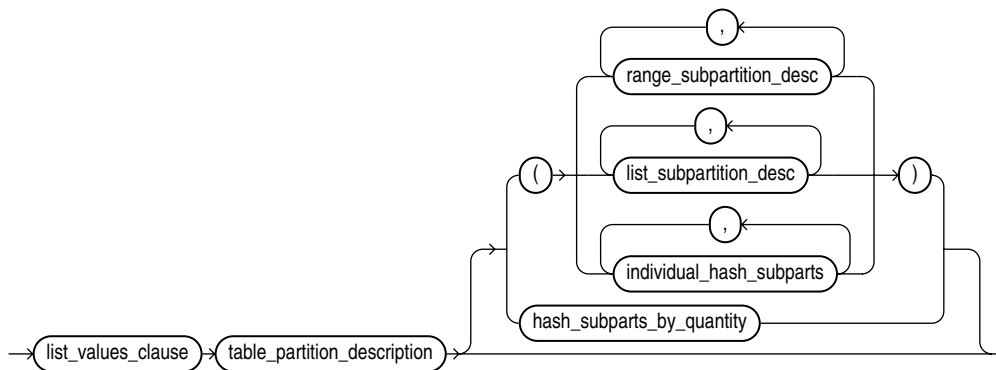 ,
range_subpartition_desc
,
( list_subpartition_desc )
,
individual_hash_subparts
hash_subparts_by_quantity
list_values_clause table_partition_description